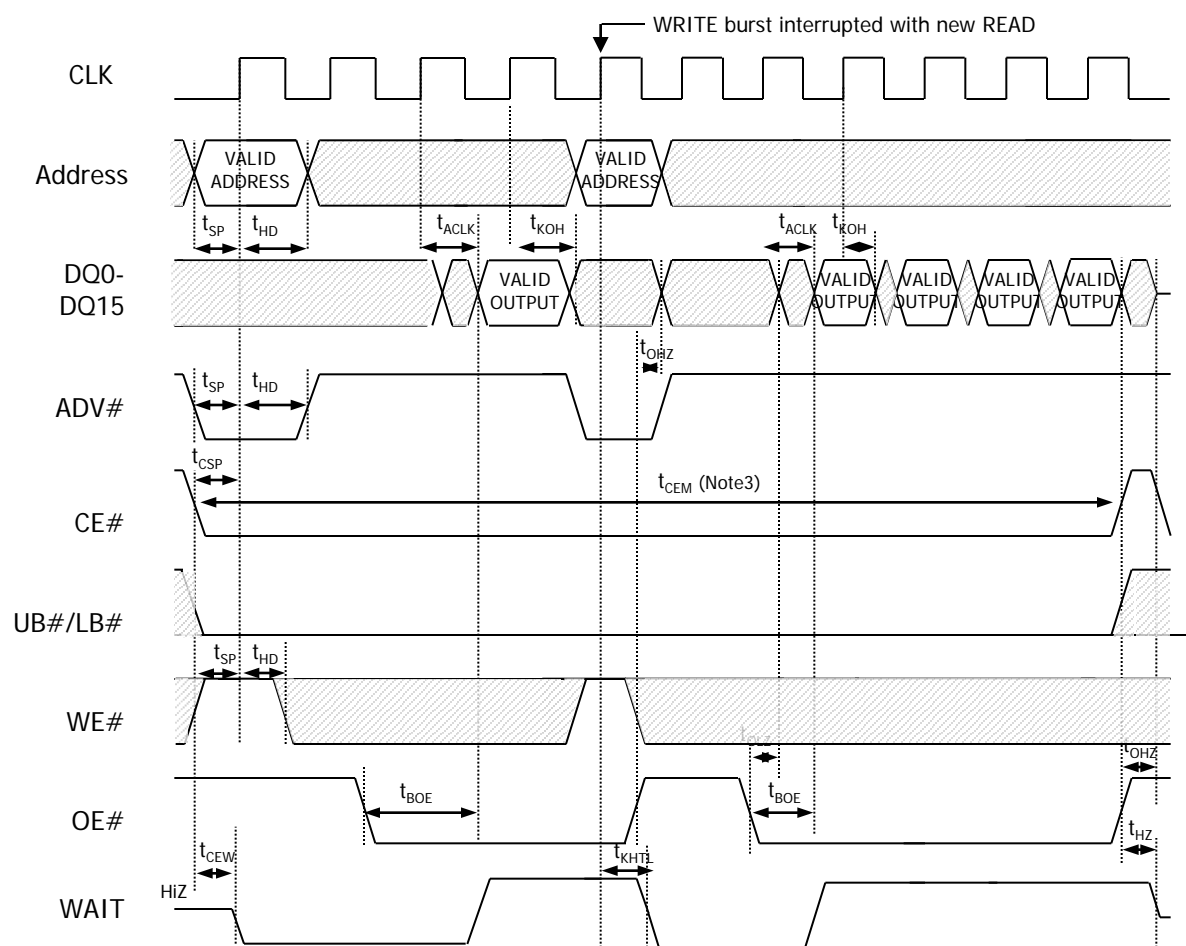 WRITE burst interrupted with new READ
CLK
Address
VALID ADDRESS
VALID ADDRESS
tSP
tHD
tACLK
tKOH
tACLK
tKOH
DQ0-
DQ15
VALID OUTPUT
VALID OUTPUT
VALID OUTPUT
VALID OUTPUT
VALID OUTPUT
tOHZ
ADV#
tSP
tHD
CE#
tCSP
tCEM (Note3)
UB#/LB#
WE#
tSP
tHD
tOLZ
tOHZ
OE#
tBOE
tBOE
tHZ
tCEW
tKHTL
HiZ
WAIT